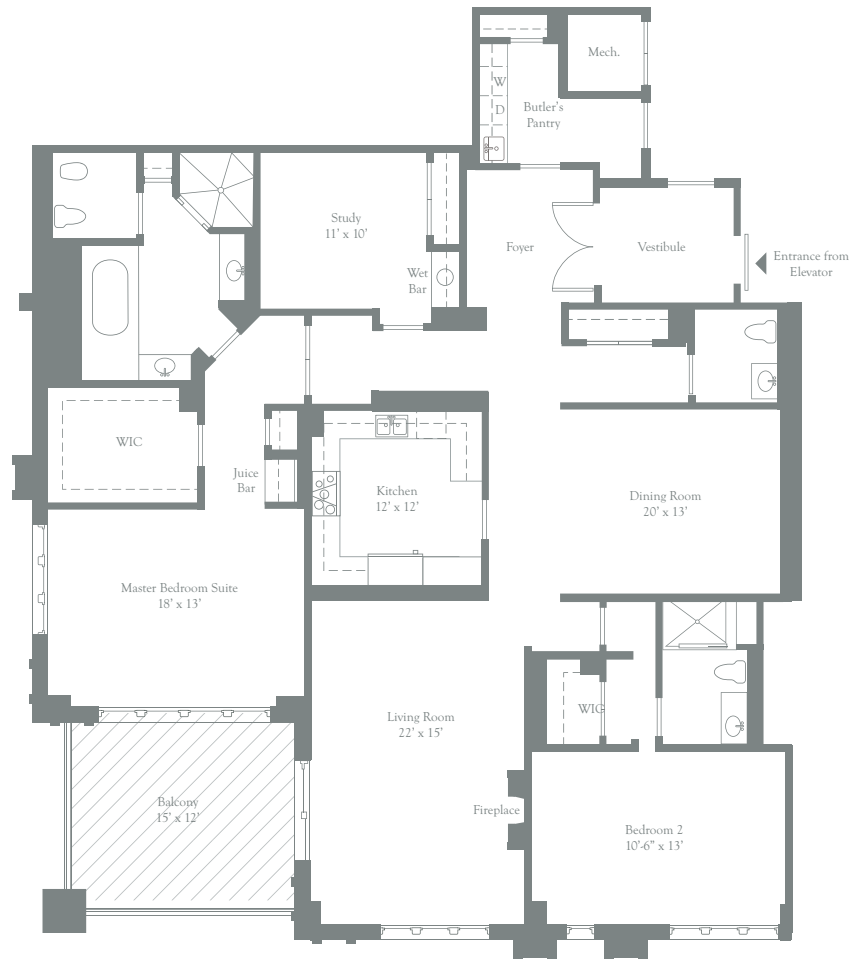 Mech.
W
D
Butler's
Pantry
Study
11' x 10'
Foyer
Vestibule
Entrance from
Elevator
Wet
Bar
WIC
Juice
Bar
Kitchen
12' x 12'
Dining Room
20' x 13'
Master Bedroom Suite
18' x 13'
WIC
Living Room
22' x 15'
Balcony
15' x 12'
Fireplace
Bedroom 2
10'-6" x 13'